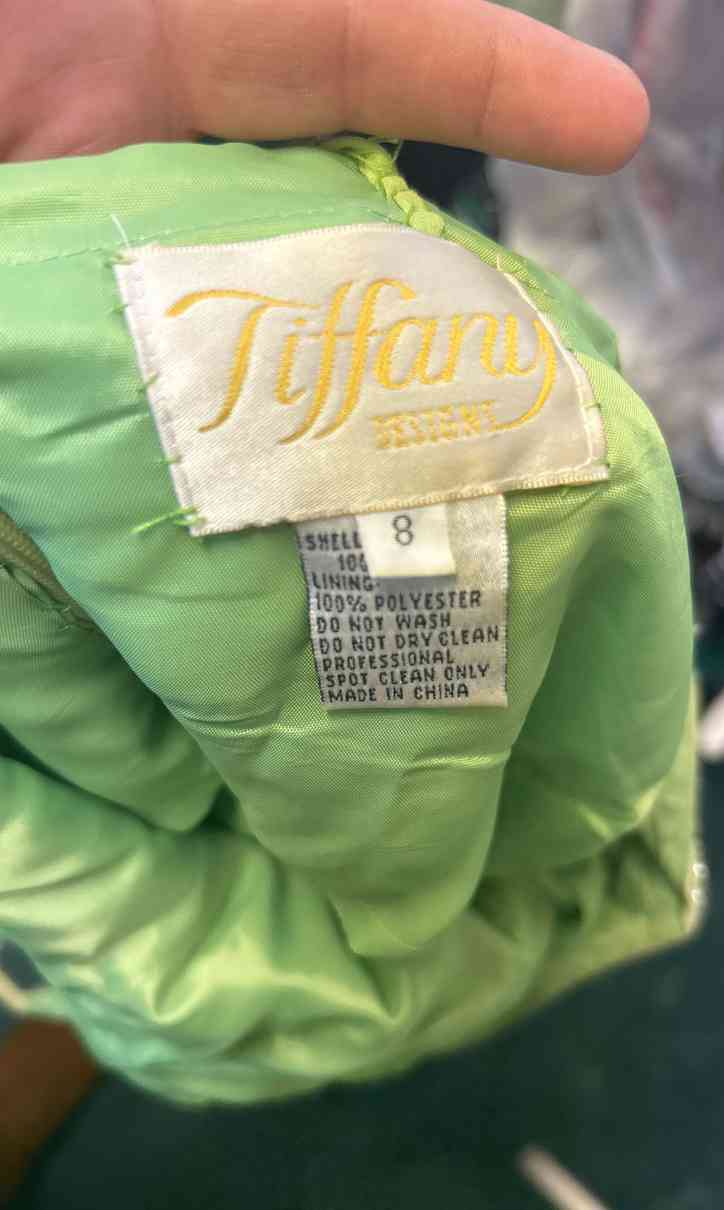 Tiffany
DESIGNS
8
SHELL
100
LINING:
100% POLYESTER
DO NOT WASH
DO NOT DRY CLEAN
PROFESSIONAL
SPOT CLEAN ONLY
MADE IN CHINA